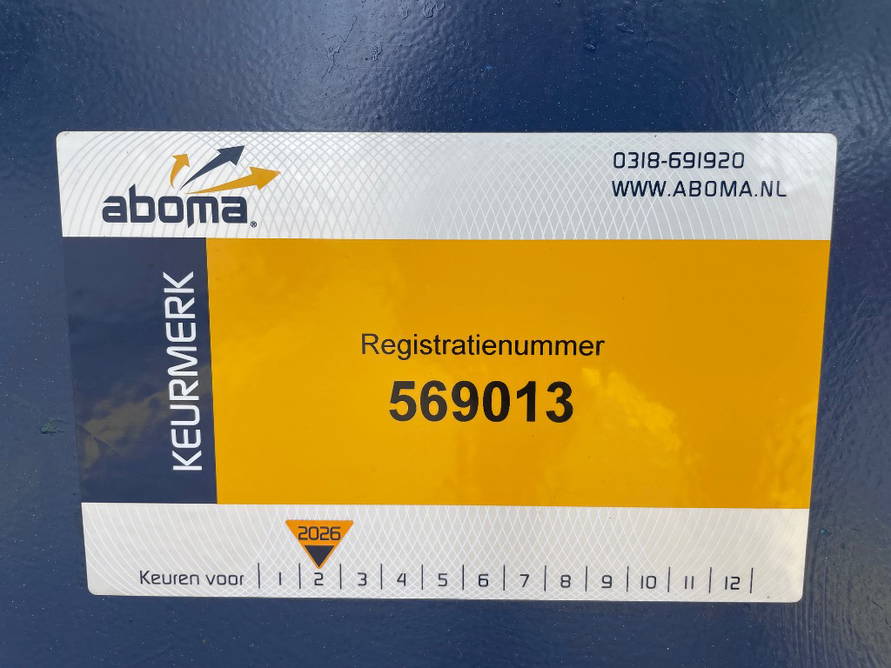 aboma®
0318-691920
WWW.ABOMA.NL
KEURMERK
Registratienummer
569013
2026
Keuren voor | 1 | 2 | 3 | 4 | 5 | 6 | 7 | 8 | 9 | 10 | 11 | 12 |